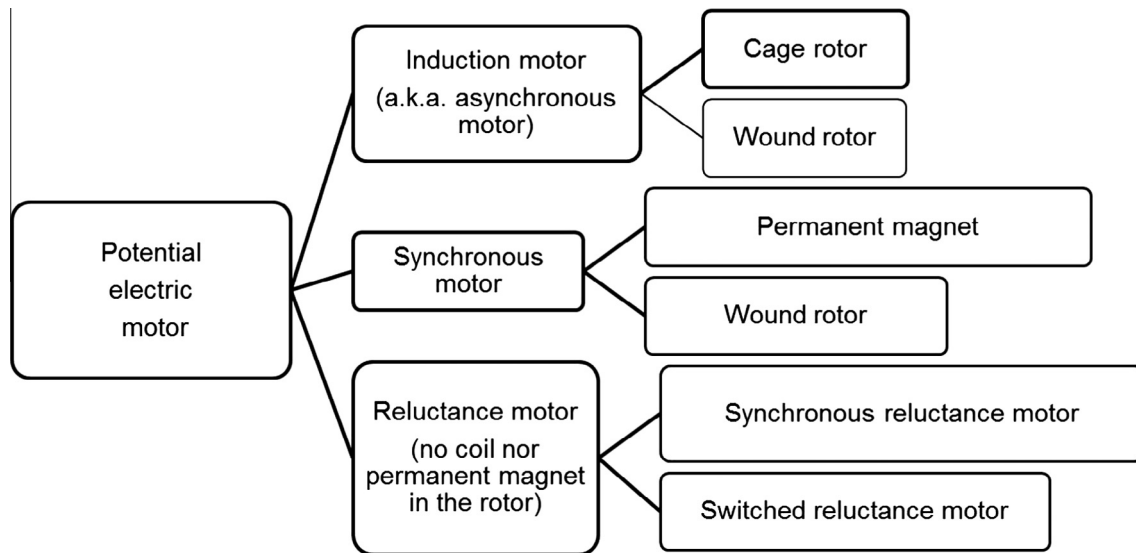 Potential
electric
motor
Induction motor
(a.k.a. asynchronous
motor)
Cage rotor
Wound rotor
Synchronous
motor
Permanent magnet
Wound rotor
Reluctance motor
(no coil nor
permanent magnet
in the rotor)
Synchronous reluctance motor
Switched reluctance motor